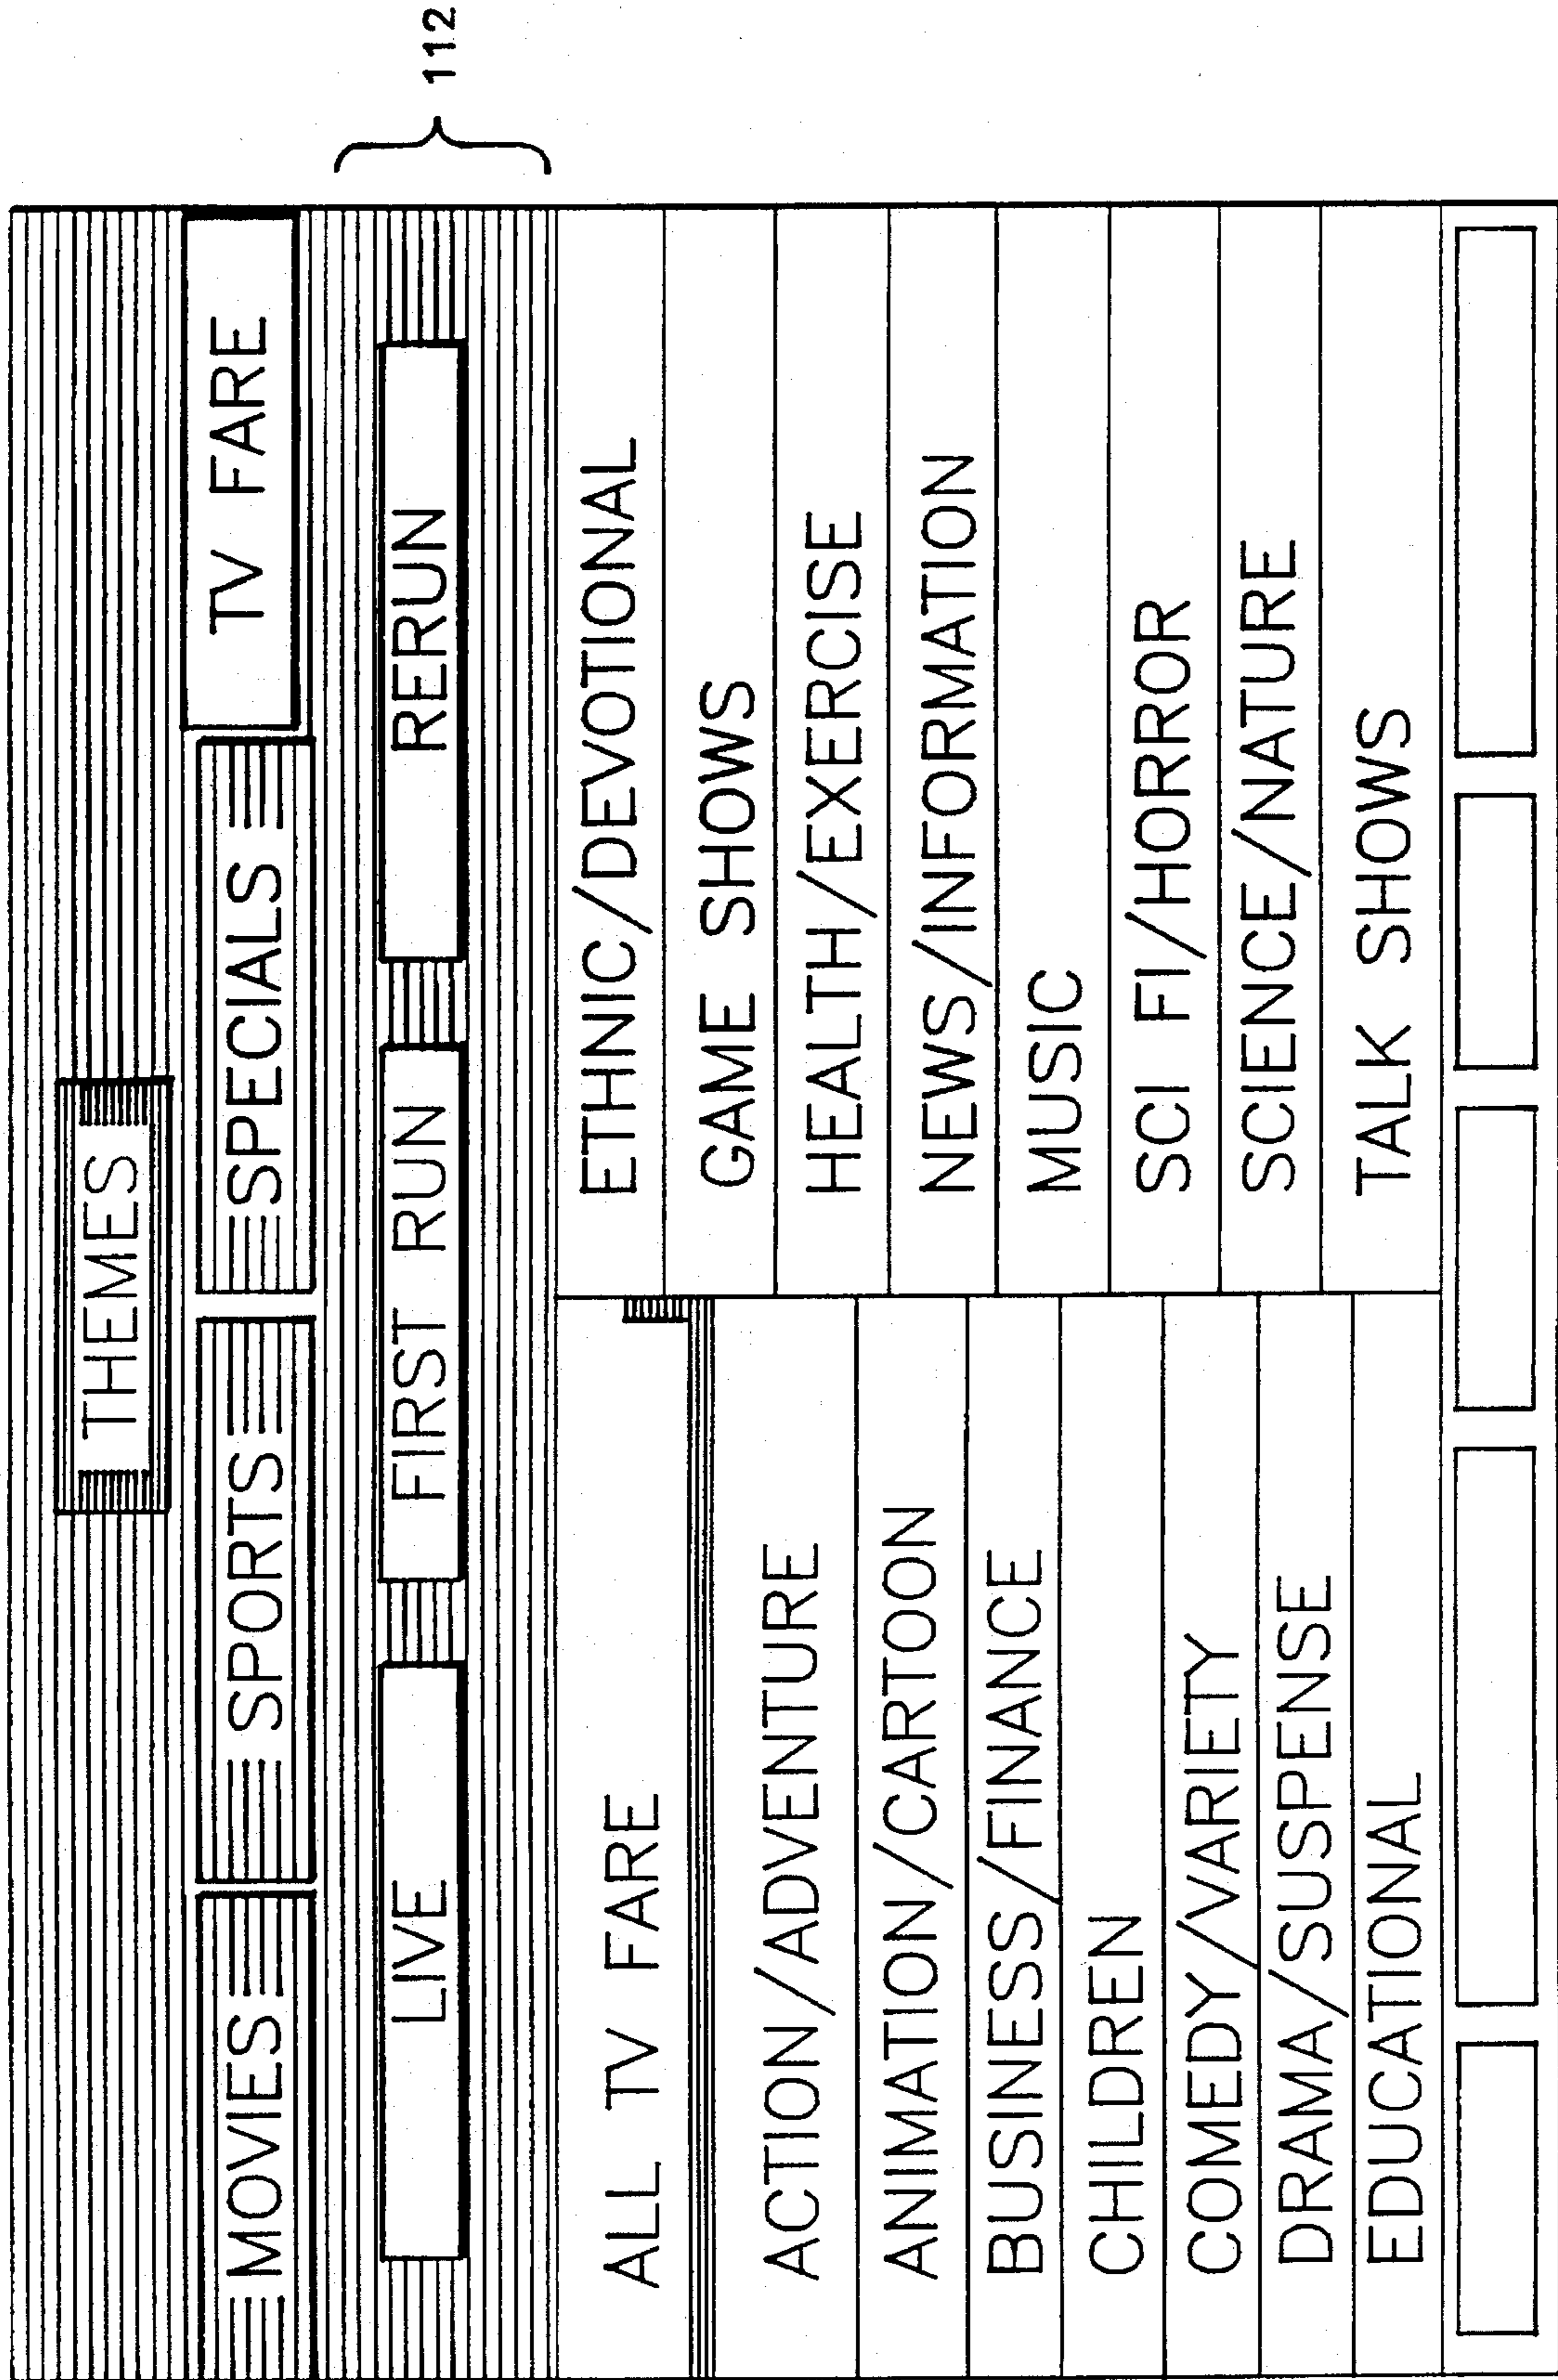 THEMES
MOVIES SPORTS SPECIALS TV FARE
LIVE FIRST RUN RERUN
112
ALL TV FARE
ACTION/ADVENTURE
ANIMATION/CARTOON
BUSINESS/FINANCE
CHILDREN
COMEDY/VARIETY
DRAMA/SUSPENSE
EDUCATIONAL
ETHNIC/DEVOTIONAL
GAME SHOWS
HEALTH/EXERCISE
NEWS/INFORMATION
MUSIC
SCI FI/HORROR
SCIENCE/NATURE
TALK SHOWS